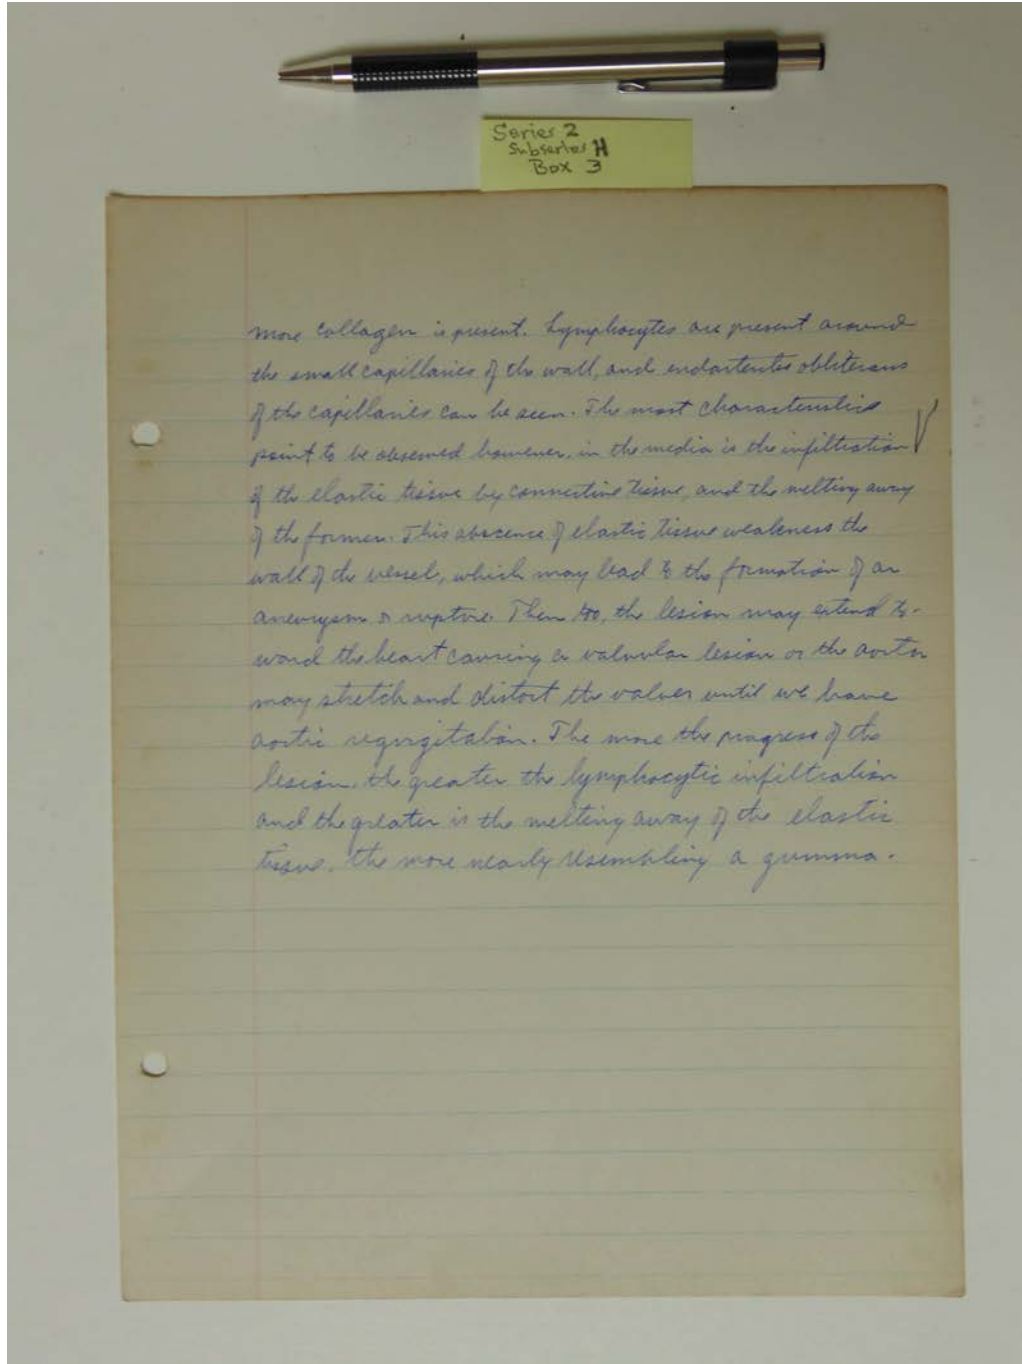 Series 2
Subseries H
Box 3
more collagen is present. Lymphocytes are present around
the small capillaries of the wall, and endarteritis obliterans
of the capillaries can be seen. The most characteristic
point to be observed however, in the media is the infiltration
of the elastic tissue by connective tissue, and the melting away
of the former. This abscence of elastic tissue weakeness the
wall of the vessel, which may lead to the formation of an
aneurysm or rupture. Then too, the lesion may extend to-
ward the heart causing a valvular lesion or the aorta
may stretch and distort the valves until we have
aortic regurgitation. The more the progress of the
lesion, the greater the lymphocytic infiltration
and the greater is the melting away of the elastic
tissue, the more nearly resembling a gumma.